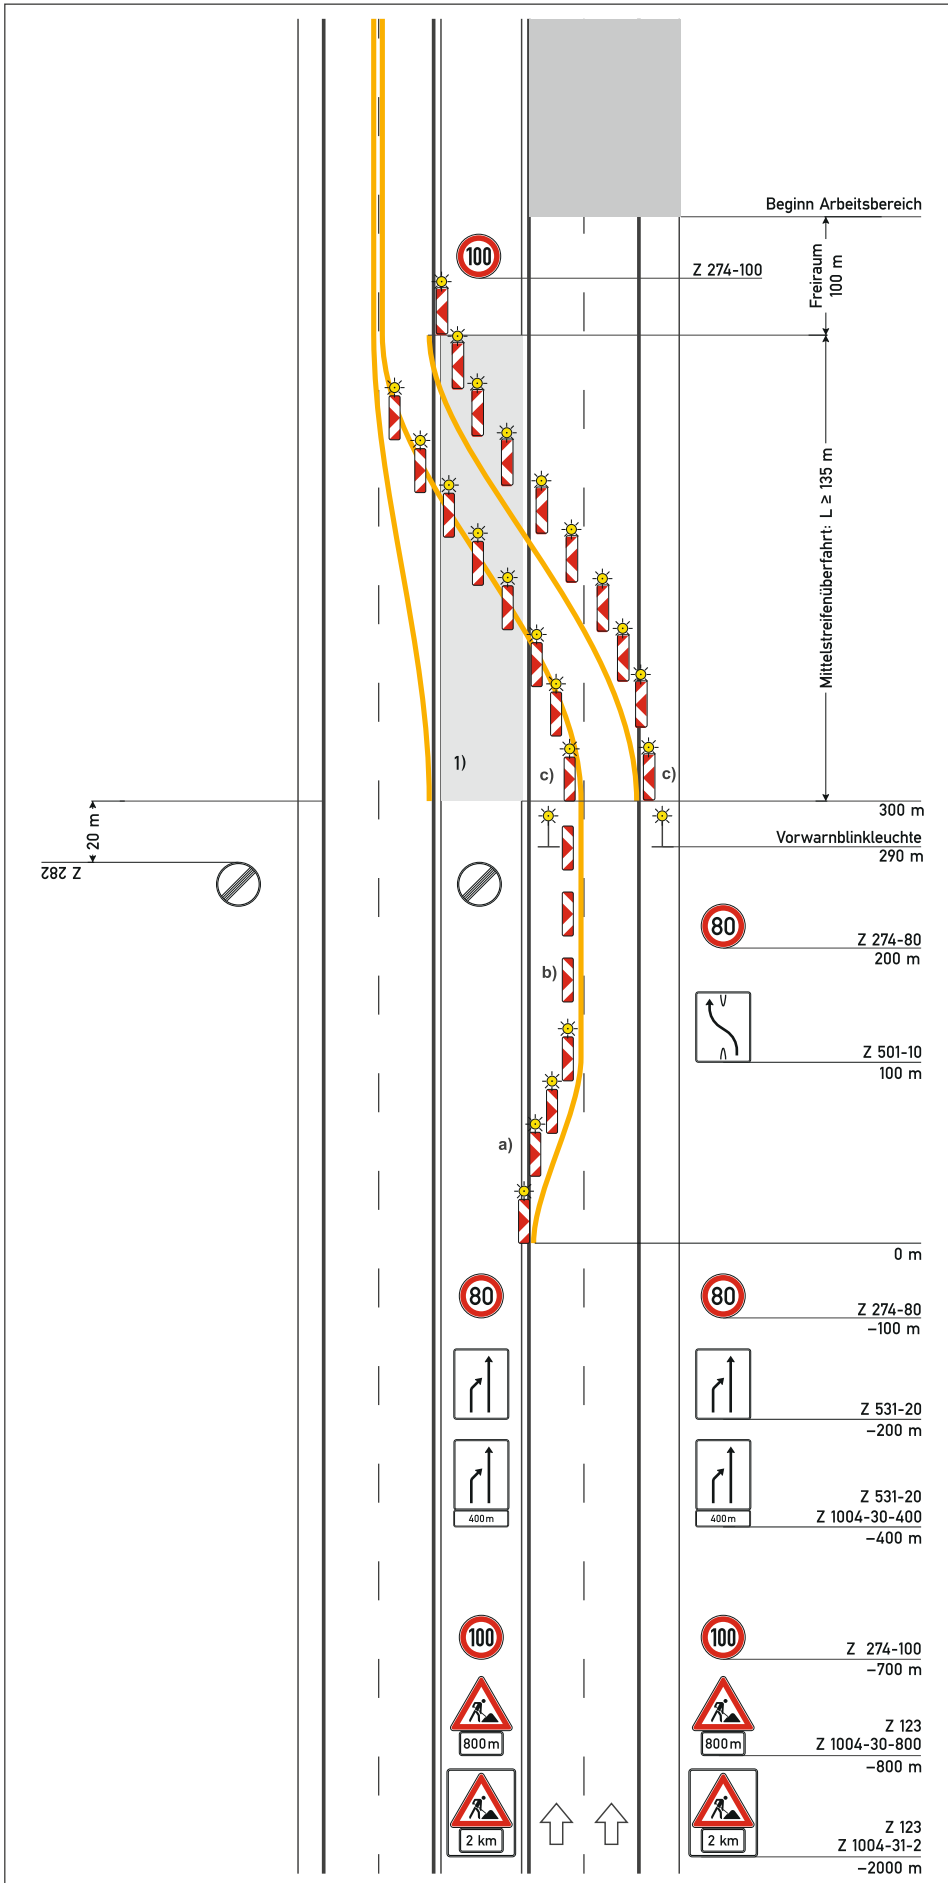 Beginn Arbeitsbereich
Freiraum
100 m
100
Z 274-100
Mittelstreifenüberfahrt: L ≥ 135 m
1)
c)
c)
300 m
20 m
Vorwarnblinkleuchte
290 m
Z 282
80
Z 274-80
200 m
b)
Z 501-10
100 m
a)
0 m
80
80
Z 274-80
–100 m
Z 531-20
–200 m
400 m
400 m
Z 531-20
Z 1004-30-400
–400 m
100
100
Z 274-100
–700 m
800 m
800 m
Z 123
Z 1004-30-800
–800 m
2 km
2 km
Z 123
Z 1004-31-2
–2000 m